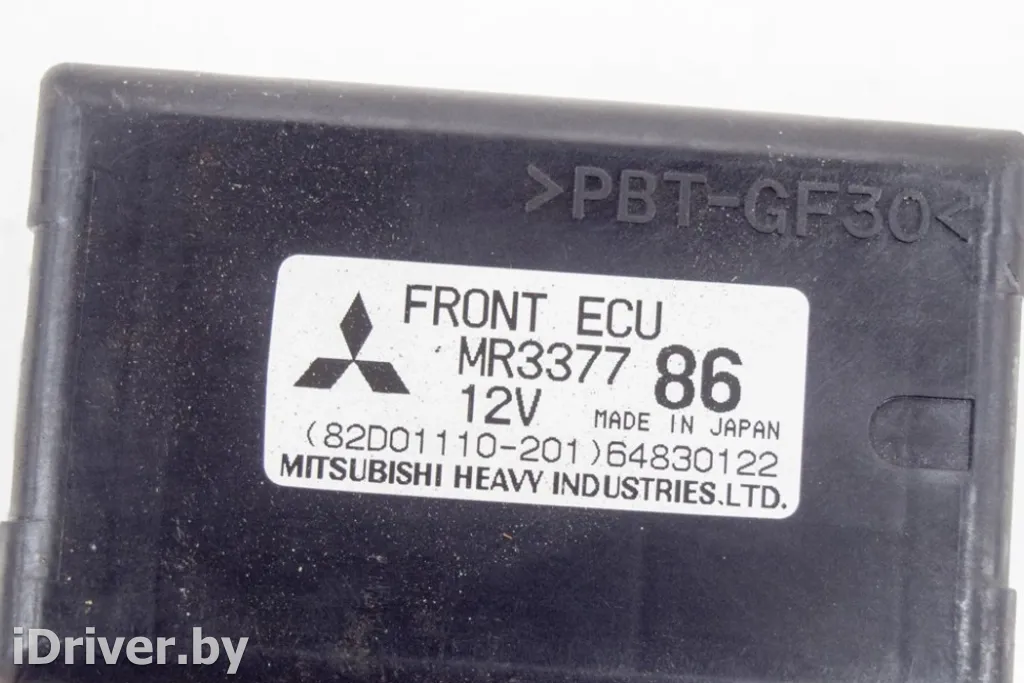 >PBT-GF30<
FRONT ECU
MR3377 86
12V MADE IN JAPAN
(82D01110-201)64830122
MITSUBISHI HEAVY INDUSTRIES.LTD.
iDriver.by